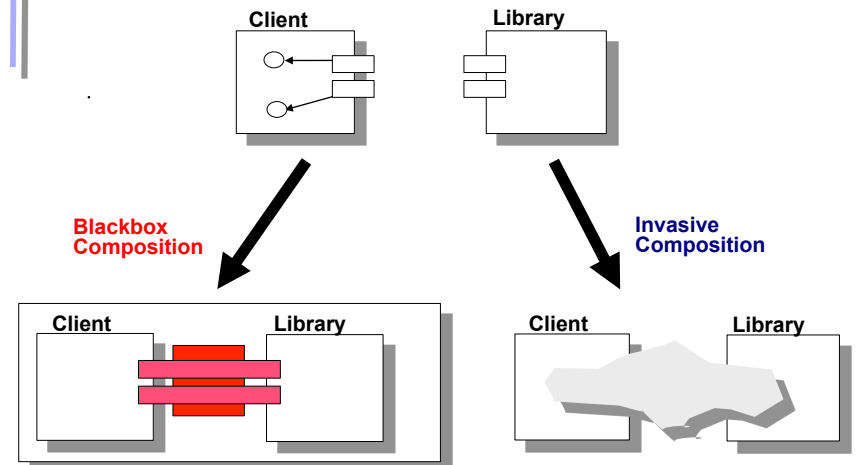 Client
Library
Blackbox
Composition
Invasive
Composition
Client
Library
Client
Library